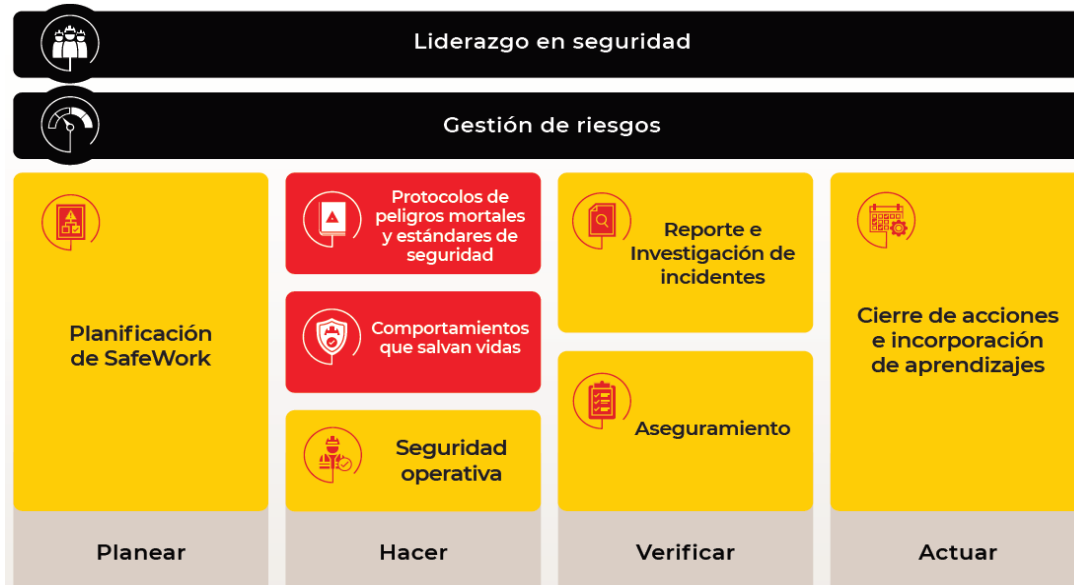 Liderazgo en seguridad
Gestión de riesgos
Planificación
de SafeWork
Protocolos de
peligros mortales
y estándares de
seguridad
Comportamientos
que salvan vidas
Seguridad
operativa
Reporte e
Investigación de
incidentes
Aseguramiento
Cierre de acciones
e incorporación
de aprendizajes
Planear
Hacer
Verificar
Actuar